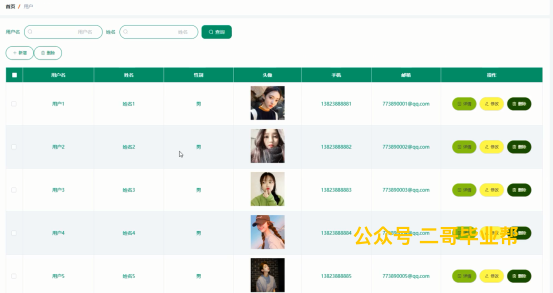 首页 / 用户
用户名 用户名 姓名 姓名 查询
+ 新增 删除
用户名 姓名 性别 头像 手机 邮箱 操作
用户1 姓名1 男 13823888881 773890001@qq.com 详情 修改 删除
用户2 姓名2 男 13823888882 773890002@qq.com 详情 修改 删除
用户3 姓名3 男 13823888883 773890003@qq.com 详情 修改 删除
用户4 姓名4 男 13823888884 773890004@qq.com
公众号 二哥毕业帮
用户5 姓名5 男 13823888885 773890005@qq.com 详情 修改 删除